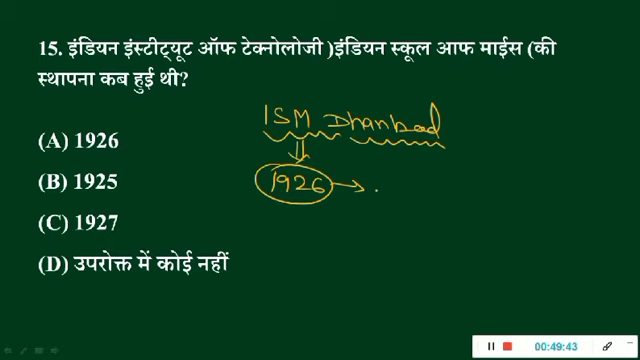 15. इंडियन इंस्टीट्यूट ऑफ टेक्नोलोजी )इंडियन स्कूल आफ माईस (की
स्थापना कब हुई थी?
ISM Dhanbad
(A) 1926
1926
(B) 1925
(C) 1927
(D) उपरोक्त में कोई नहीं
00:49:43